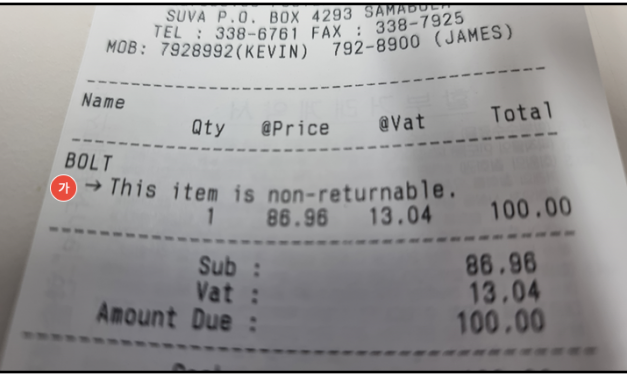 SUVA P.O. BOX 4293 SAMABULA
TEL : 338-6761 FAX : 338-7925
MOB: 7928992(KEVIN) 792-8900 (JAMES)
Name
Qty @Price @Vat Total
BOLT
가 → This item is non-returnable.
1 86.96 13.04 100.00
Sub : 86.96
Vat : 13.04
Amount Due : 100.00